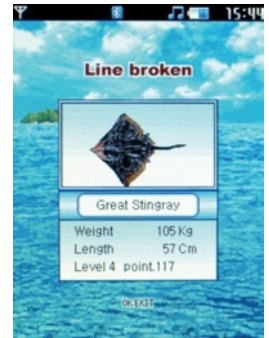 15:44
Line broken
Great Stingray
Weight 105 Kg
Length 57 Cm
Level 4 point.117
OK:EXIT